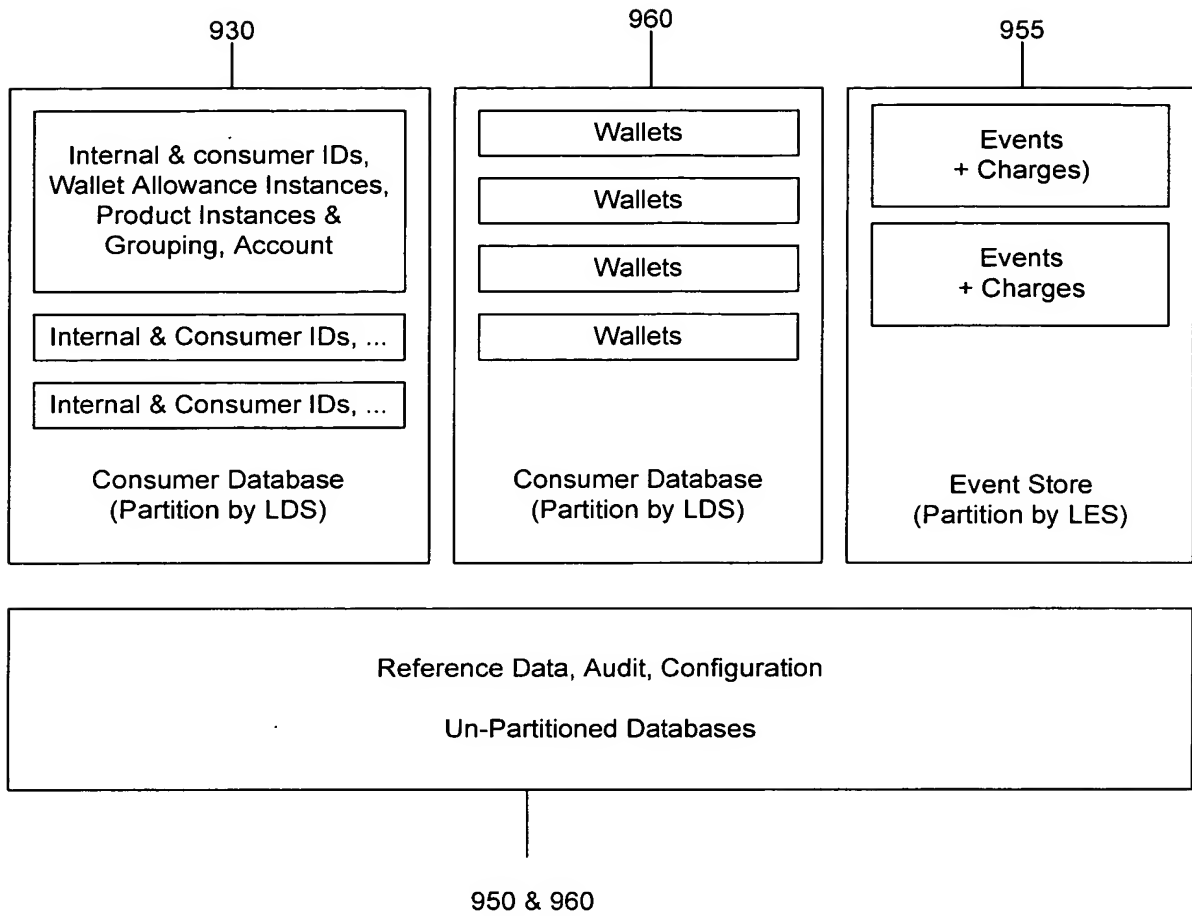 930
960
955
Internal & consumer IDs,
Wallet Allowance Instances,
Product Instances &
Grouping, Account
Internal & Consumer IDs, ...
Internal & Consumer IDs, ...
Consumer Database
(Partition by LDS)
Wallets
Wallets
Wallets
Wallets
Consumer Database
(Partition by LDS)
Events
+ Charges)
Events
+ Charges
Event Store
(Partition by LES)
Reference Data, Audit, Configuration
Un-Partitioned Databases
950 & 960